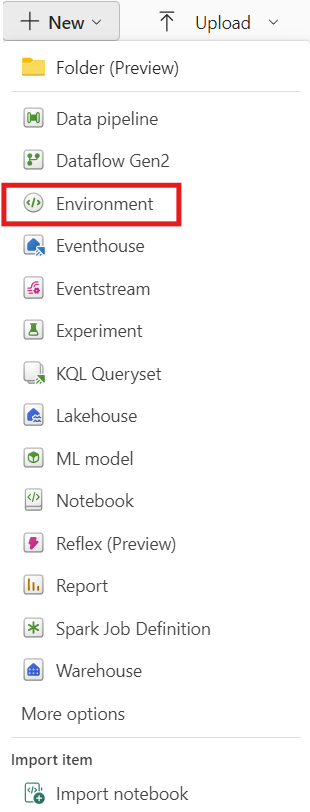 New
Upload
Folder (Preview)
Data pipeline
Dataflow Gen2
Environment
Eventhouse
Eventstream
Experiment
KQL Queryset
Lakehouse
ML model
Notebook
Reflex (Preview)
Report
Spark Job Definition
Warehouse
More options
Import item
Import notebook